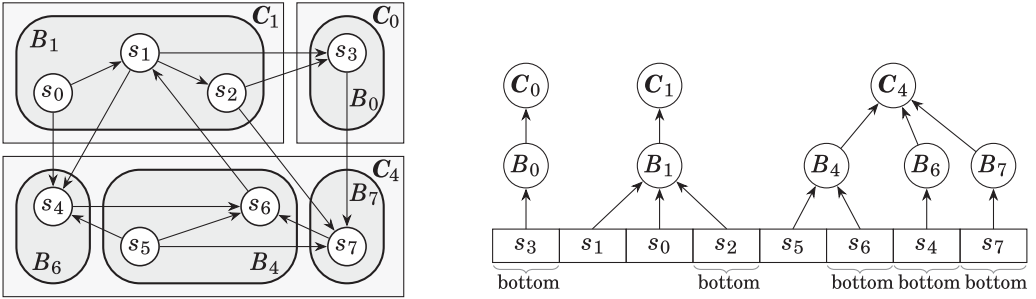 C₁
C₀
B₁
s₁
s₃
s₀
s₂
B₀
C₄
B₇
s₄
s₆
s₅
s₇
B₆
B₄
C₀ C₁ C₄
B₀ B₁ B₄ B₆ B₇
s₃ s₁ s₀ s₂ s₅ s₆ s₄ s₇
bottom bottom bottom bottom bottom